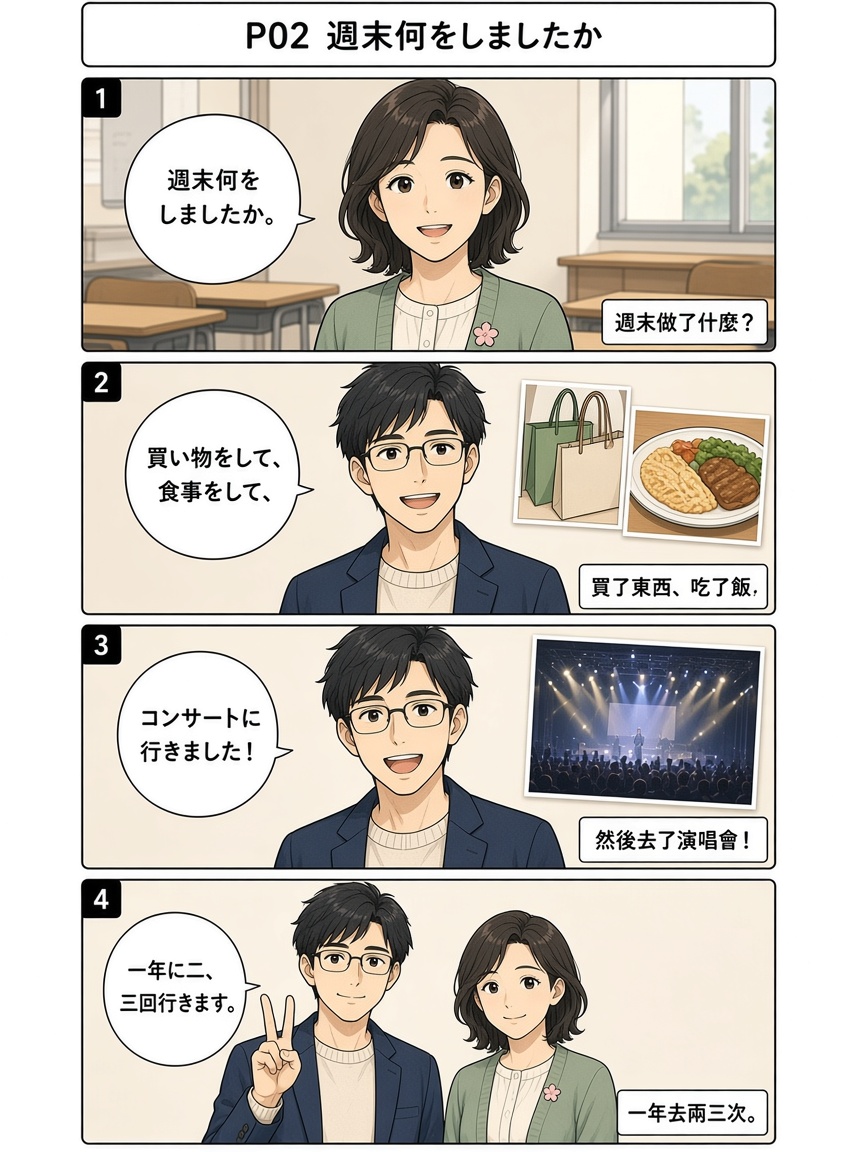 P02 週末何をしましたか
1
週末何を
しましたか。
週末做了什麼？
2
買い物をして、
食事をして、
買了東西、吃了飯,
3
コンサートに
行きました！
然後去了演唱會！
4
一年に二、
三回行きます。
一年去兩三次。